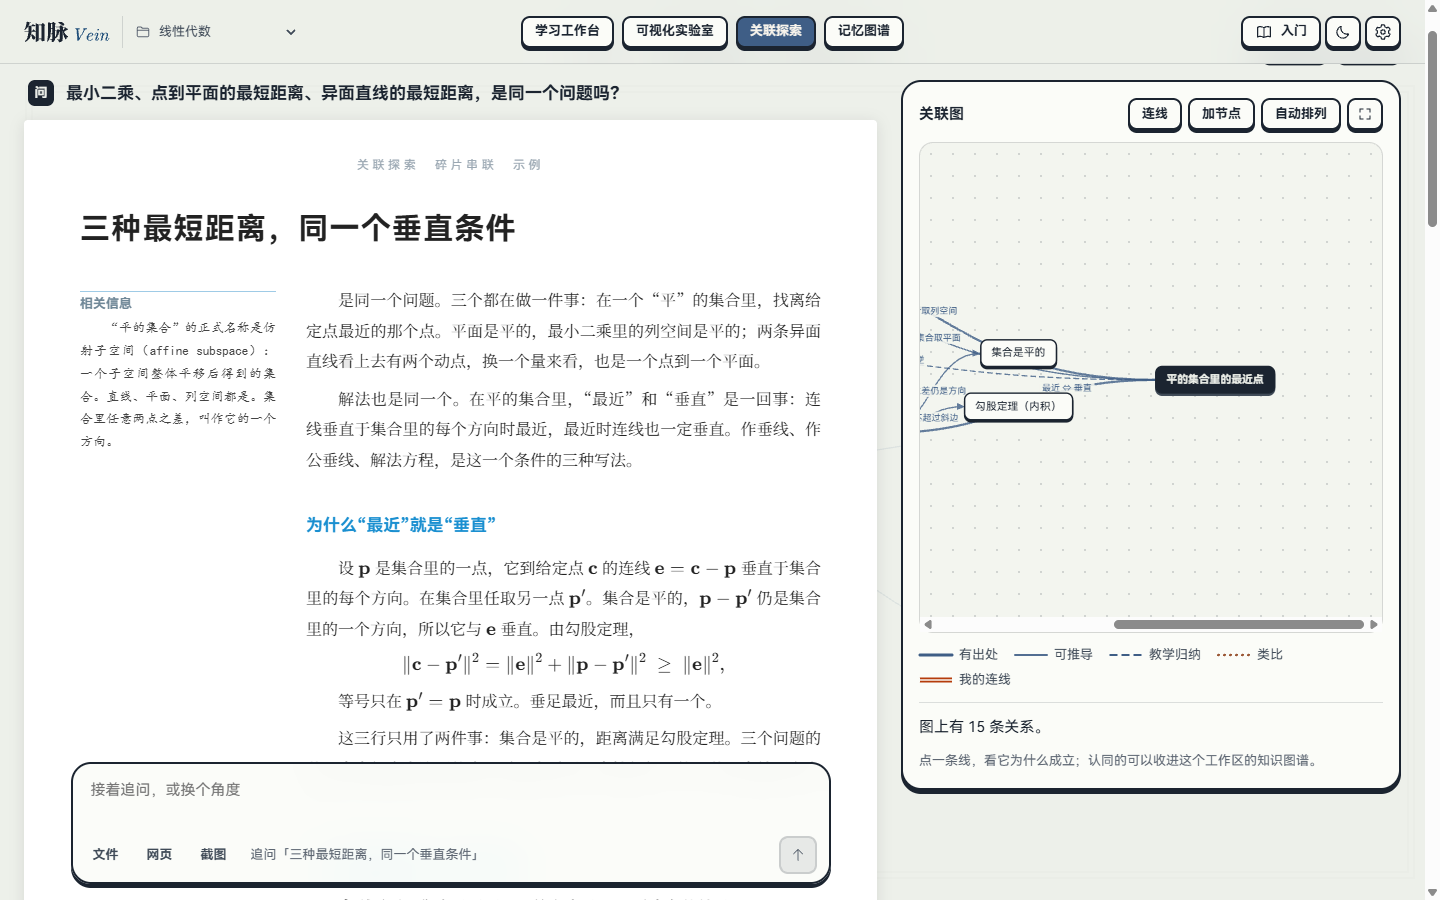 知脉 Vein
线性代数
学习工作台
可视化实验室
关联探索
记忆图谱
入门
问 最小二乘、点到平面的最短距离、异面直线的最短距离，是同一个问题吗？
关联探索 碎片串联 示例
三种最短距离，同一个垂直条件
相关信息
“平的集合”的正式名称是仿
射子空间（affine subspace）：
一个子空间整体平移后得到的集
合。直线、平面、列空间都是。集
合里任意两点之差，叫作它的一个
方向。
是同一个问题。三个都在做一件事：在一个“平”的集合里，找离给
定点最近的那个点。平面是平的，最小二乘里的列空间是平的；两条异面
直线看上去有两个动点，换一个量来看，也是一个点到一个平面。
解法也是同一个。在平的集合里，“最近”和“垂直”是一回事：连
线垂直于集合里的每个方向时最近，最近时连线也一定垂直。作垂线、作
公垂线、解法方程，是这一个条件的三种写法。
为什么“最近”就是“垂直”
设 p 是集合里的一点，它到给定点 c 的连线 e = c − p 垂直于集合
里的每个方向。在集合里任取另一点 p′。集合是平的，p − p′ 仍是集合
里的一个方向，所以它与 e 垂直。由勾股定理，
‖c − p′‖² = ‖e‖² + ‖p − p′‖² ≥ ‖e‖²,
等号只在 p′ = p 时成立。垂足最近，而且只有一个。
这三行只用了两件事：集合是平的，距离满足勾股定理。三个问题的
接着追问，或换个角度
文件
网页
截图
追问「三种最短距离，同一个垂直条件」
关联图
连线
加节点
自动排列
取列空间
集合取平面
集合是平的
平的集合里的最近点
最近 ⇔ 垂直
差仍是方向
勾股定理（内积）
不超过斜边
有出处
可推导
教学归纳
类比
我的连线
图上有 15 条关系。
点一条线，看它为什么成立；认同的可以收进这个工作区的知识图谱。